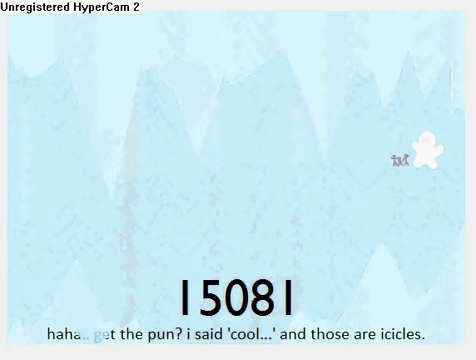 Unregistered HyperCam 2
15081
haha.. get the pun? i said 'cool...' and those are icicles.